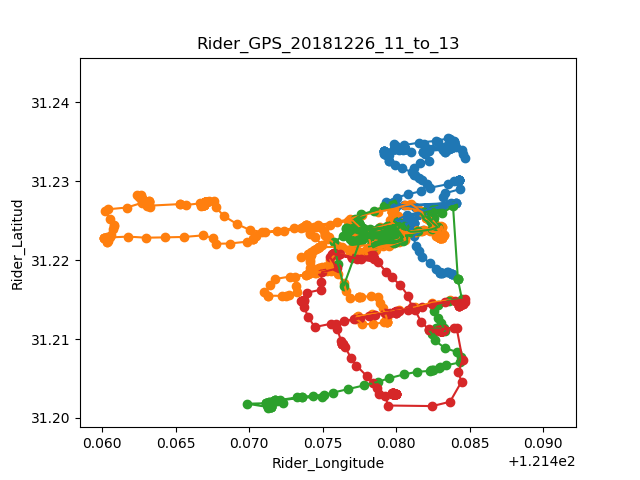 Rider_GPS_20181226_11_to_13
Rider_Latitud
31.24
31.23
31.22
31.21
31.20
0.060 0.065 0.070 0.075 0.080 0.085 0.090
Rider_Longitude
+1.214e2